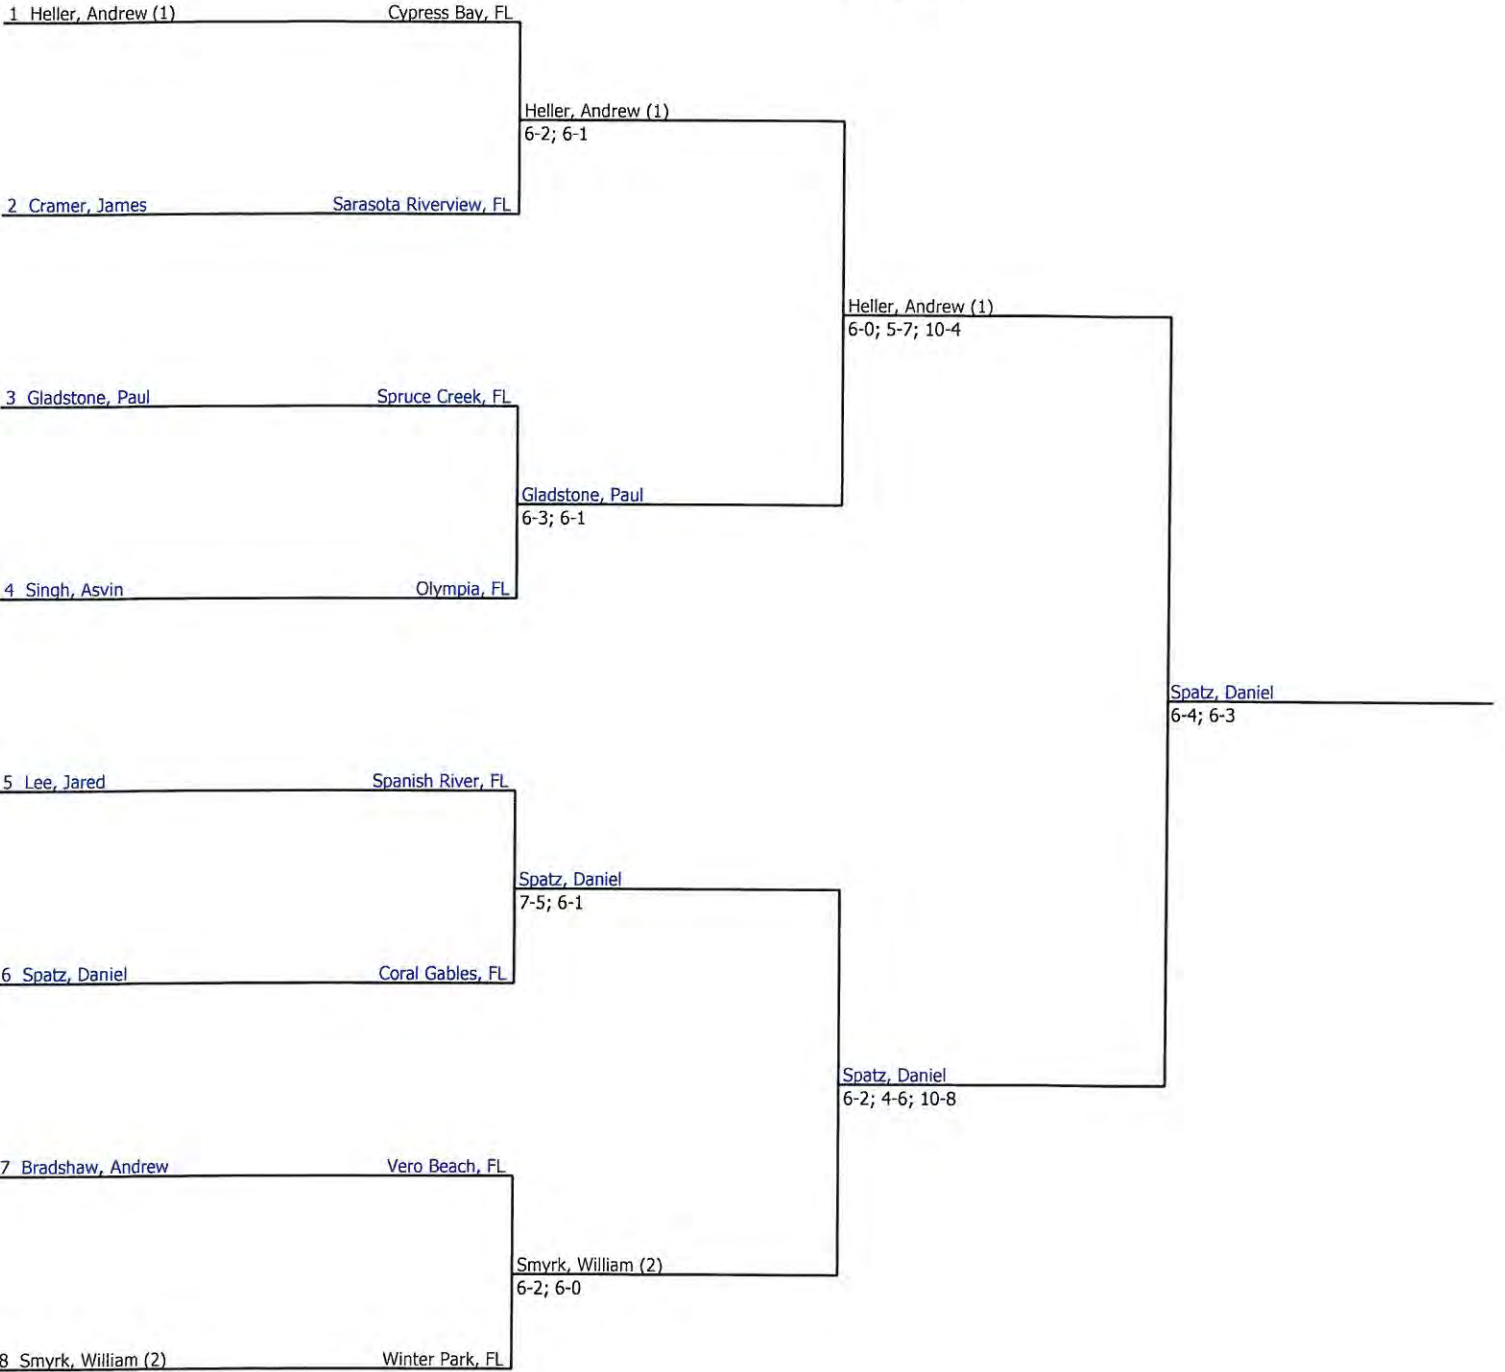 1 Heller, Andrew (1) Cypress Bay, FL
Heller, Andrew (1)
6-2; 6-1
2 Cramer, James Sarasota Riverview, FL
Heller, Andrew (1)
6-0; 5-7; 10-4
3 Gladstone, Paul Spruce Creek, FL
Gladstone, Paul
6-3; 6-1
4 Singh, Asvin Olympia, FL
Spatz, Daniel
6-4; 6-3
5 Lee, Jared Spanish River, FL
Spatz, Daniel
7-5; 6-1
6 Spatz, Daniel Coral Gables, FL
Spatz, Daniel
6-2; 4-6; 10-8
7 Bradshaw, Andrew Vero Beach, FL
Smyrk, William (2)
6-2; 6-0
8 Smyrk, William (2) Winter Park, FL